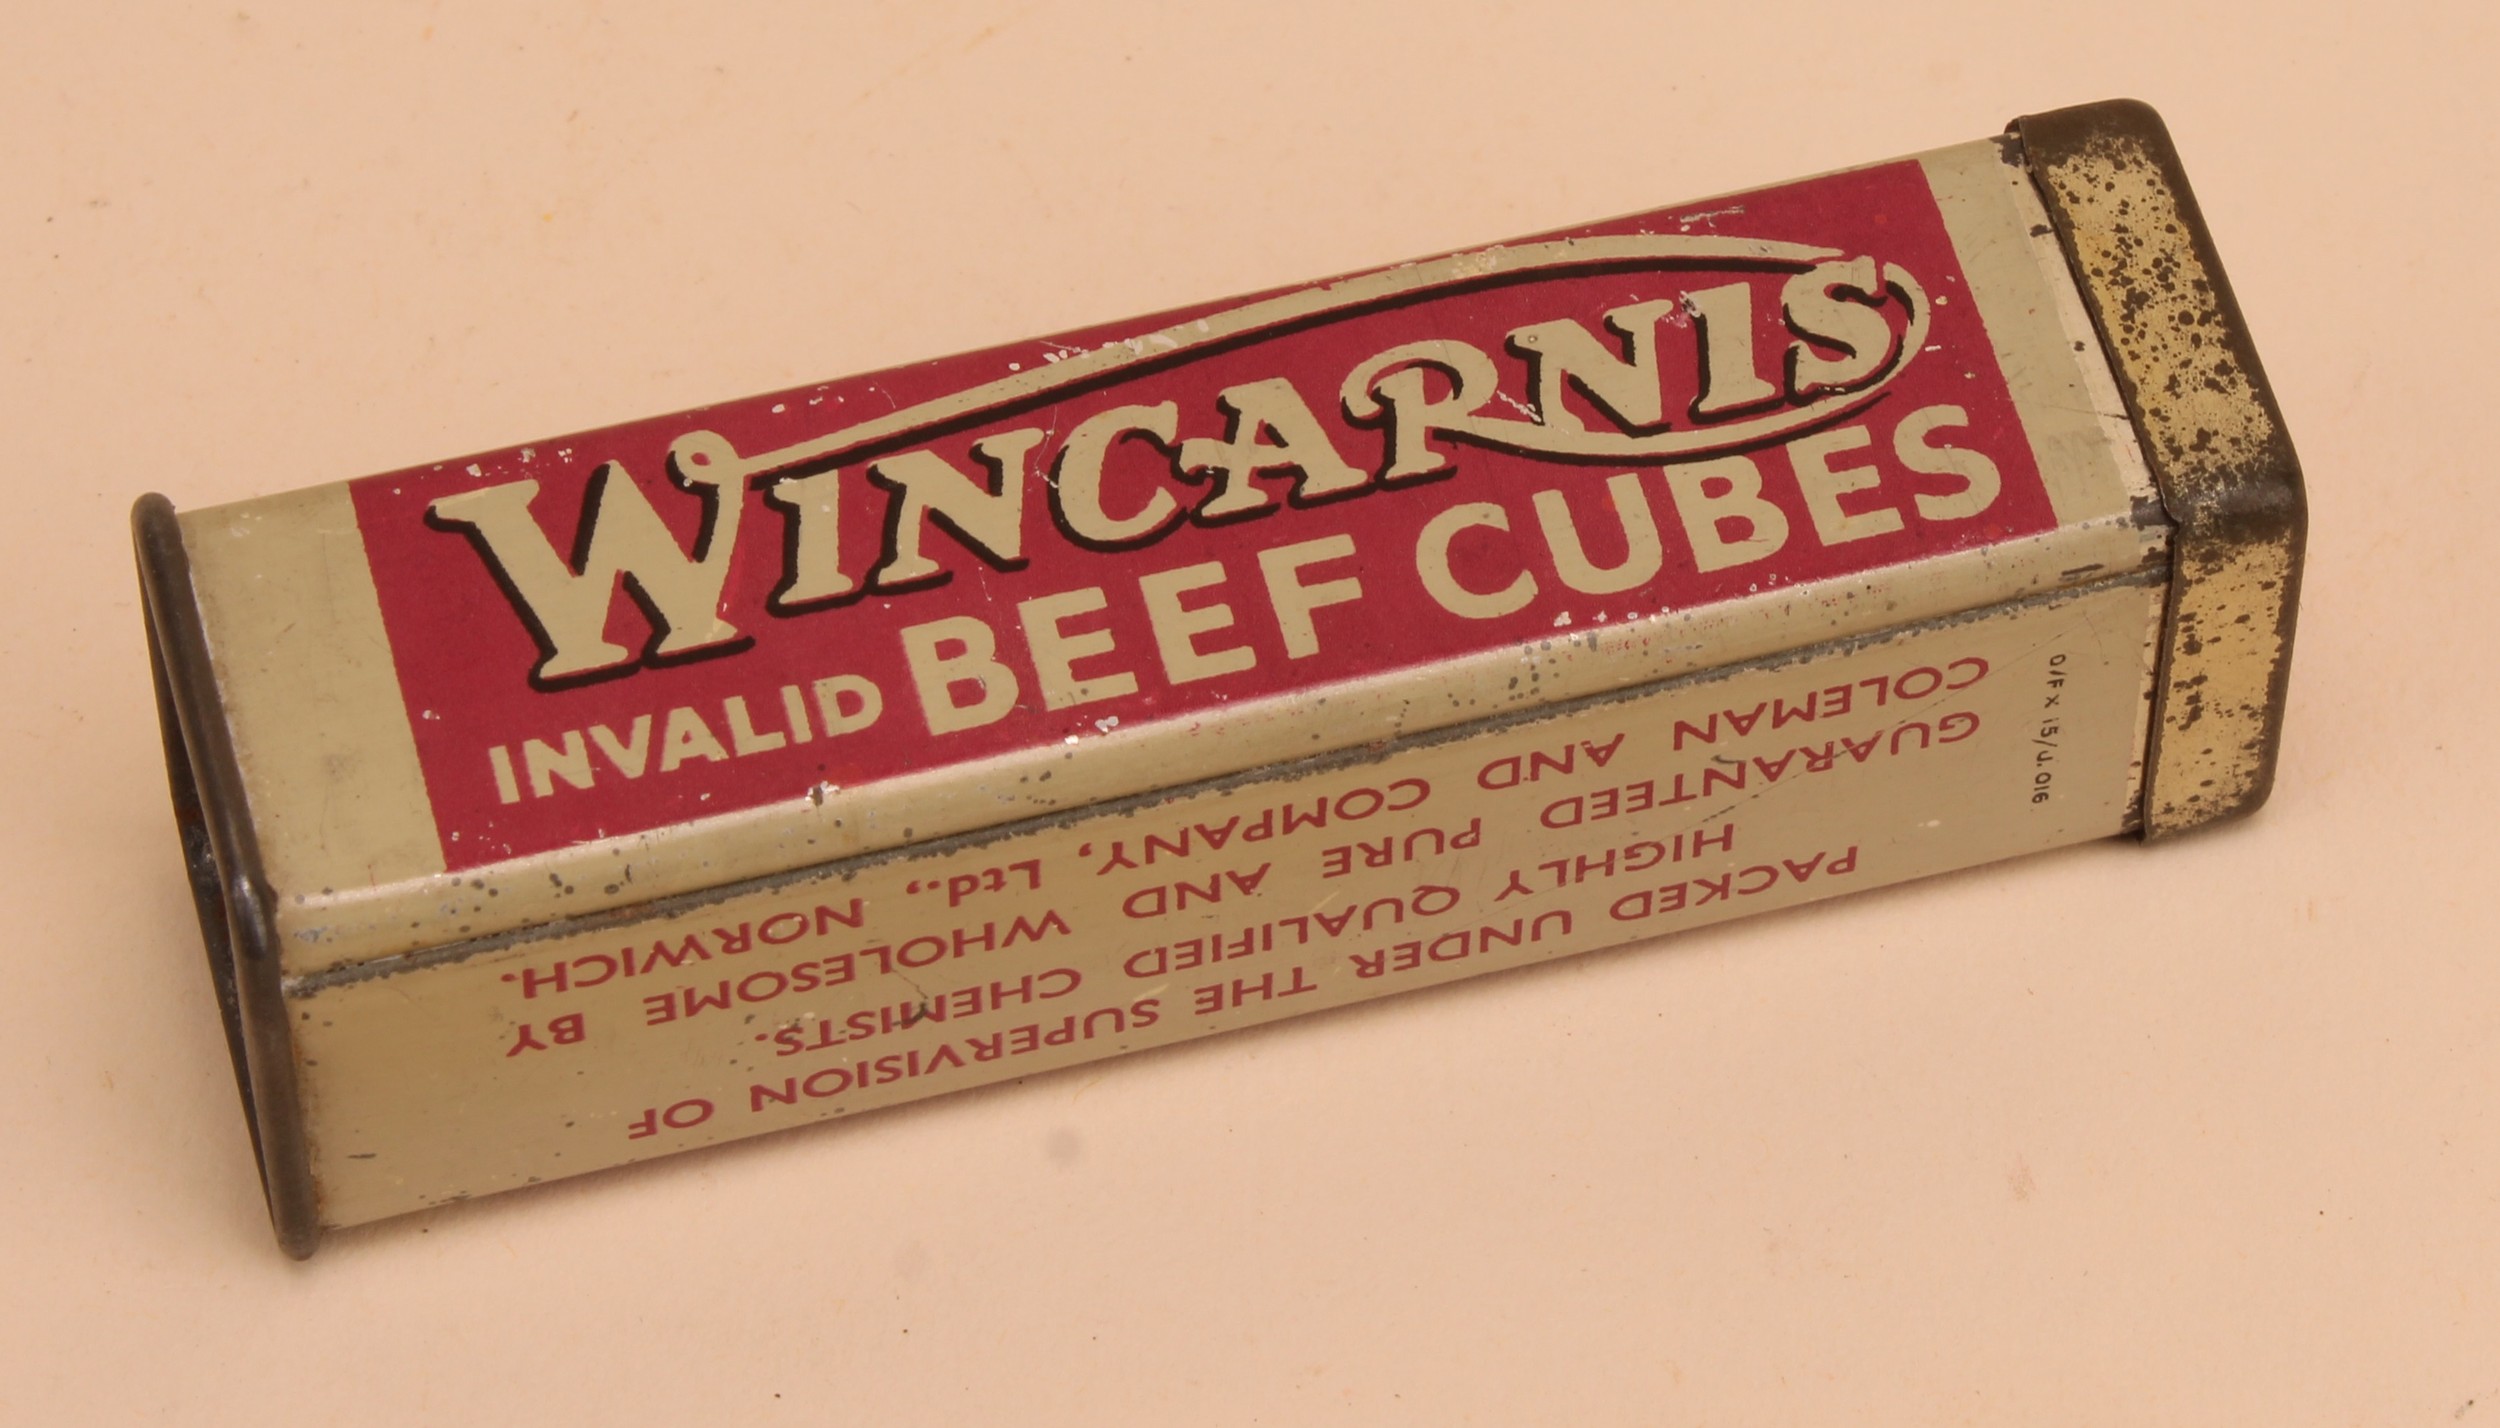 WINCARNIS
INVALID BEEF CUBES
PACKED UNDER THE SUPERVISION OF
HIGHLY QUALIFIED CHEMISTS.
GUARANTEED PURE AND WHOLESOME BY
COLEMAN AND COMPANY, Ltd., NORWICH.
O/F X 15/J.016